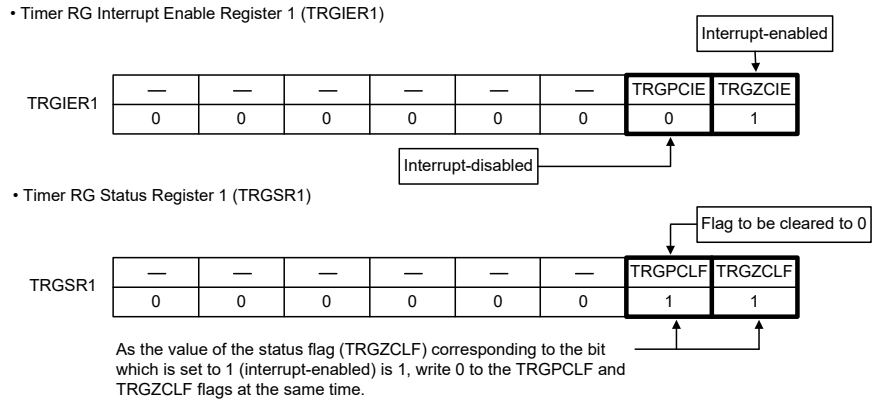 • Timer RG Interrupt Enable Register 1 (TRGIER1)
Interrupt-enabled
TRGIER1
— — — — — — TRGPCIE TRGZCIE
0 0 0 0 0 0 0 1
Interrupt-disabled
• Timer RG Status Register 1 (TRGSR1)
Flag to be cleared to 0
TRGSR1
— — — — — — TRGPCLF TRGZCLF
0 0 0 0 0 0 1 1
As the value of the status flag (TRGZCLF) corresponding to the bit
which is set to 1 (interrupt-enabled) is 1, write 0 to the TRGPCLF and
TRGZCLF flags at the same time.